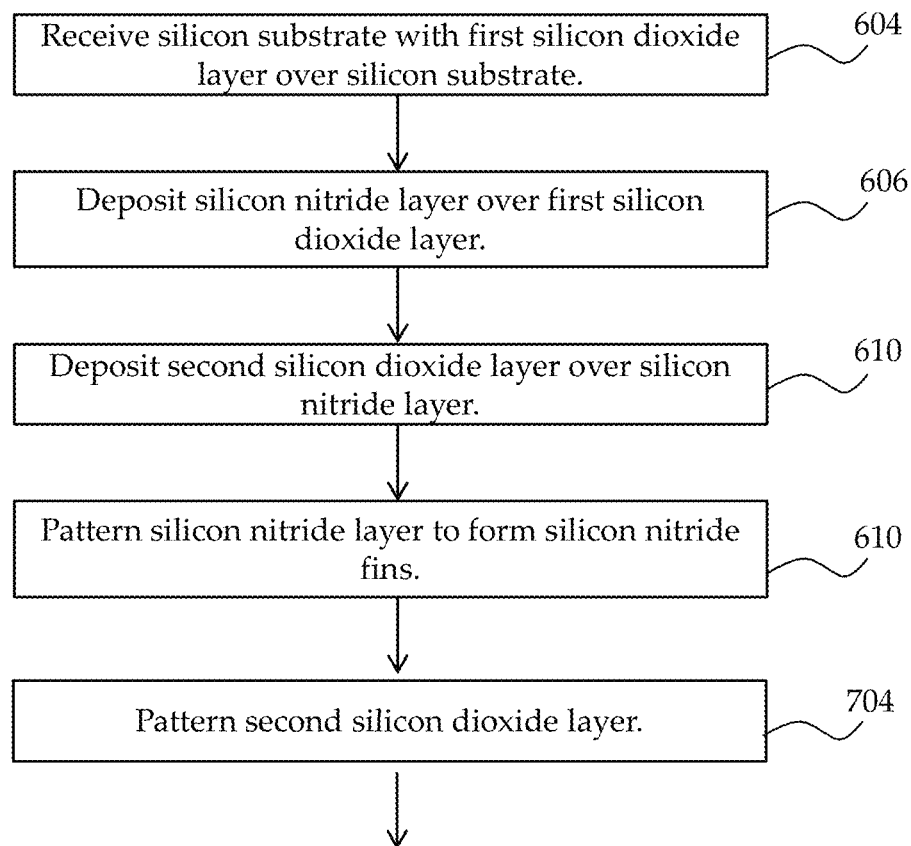 Receive silicon substrate with first silicon dioxide
layer over silicon substrate.
604
Deposit silicon nitride layer over first silicon
dioxide layer.
606
Deposit second silicon dioxide layer over silicon
nitride layer.
610
Pattern silicon nitride layer to form silicon nitride
fins.
610
Pattern second silicon dioxide layer.
704